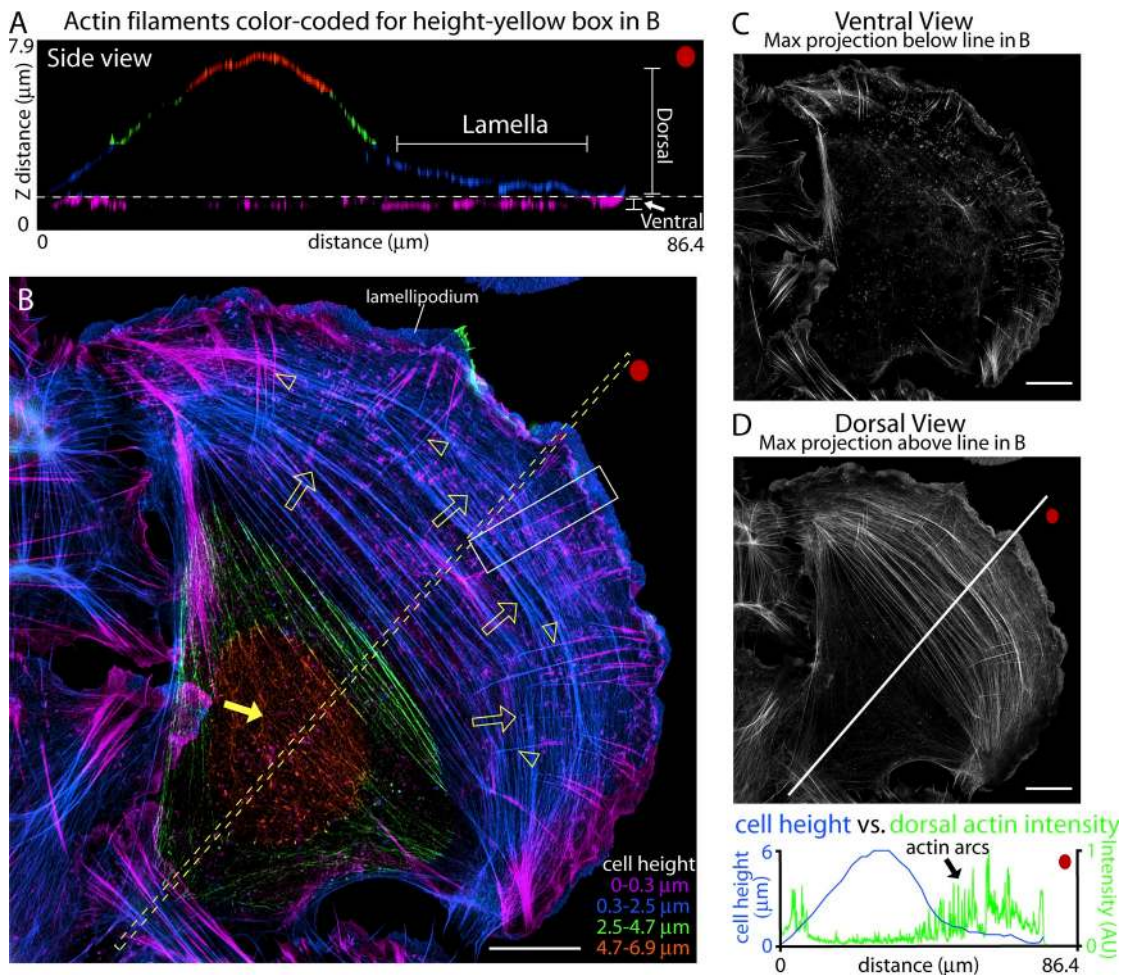 A
Actin filaments color-coded for height-yellow box in B
7.9
Side view
Z distance (μm)
Lamella
Dorsal
Ventral
0
0
distance (μm)
86.4
B
lamellipodium
cell height
0-0.3 μm
0.3-2.5 μm
2.5-4.7 μm
4.7-6.9 μm
C
Ventral View
Max projection below line in B
D
Dorsal View
Max projection above line in B
cell height vs. dorsal actin intensity
actin arcs
6
cell height
(μm)
0
1
Intensity (AU)
0
0
distance (μm)
86.4